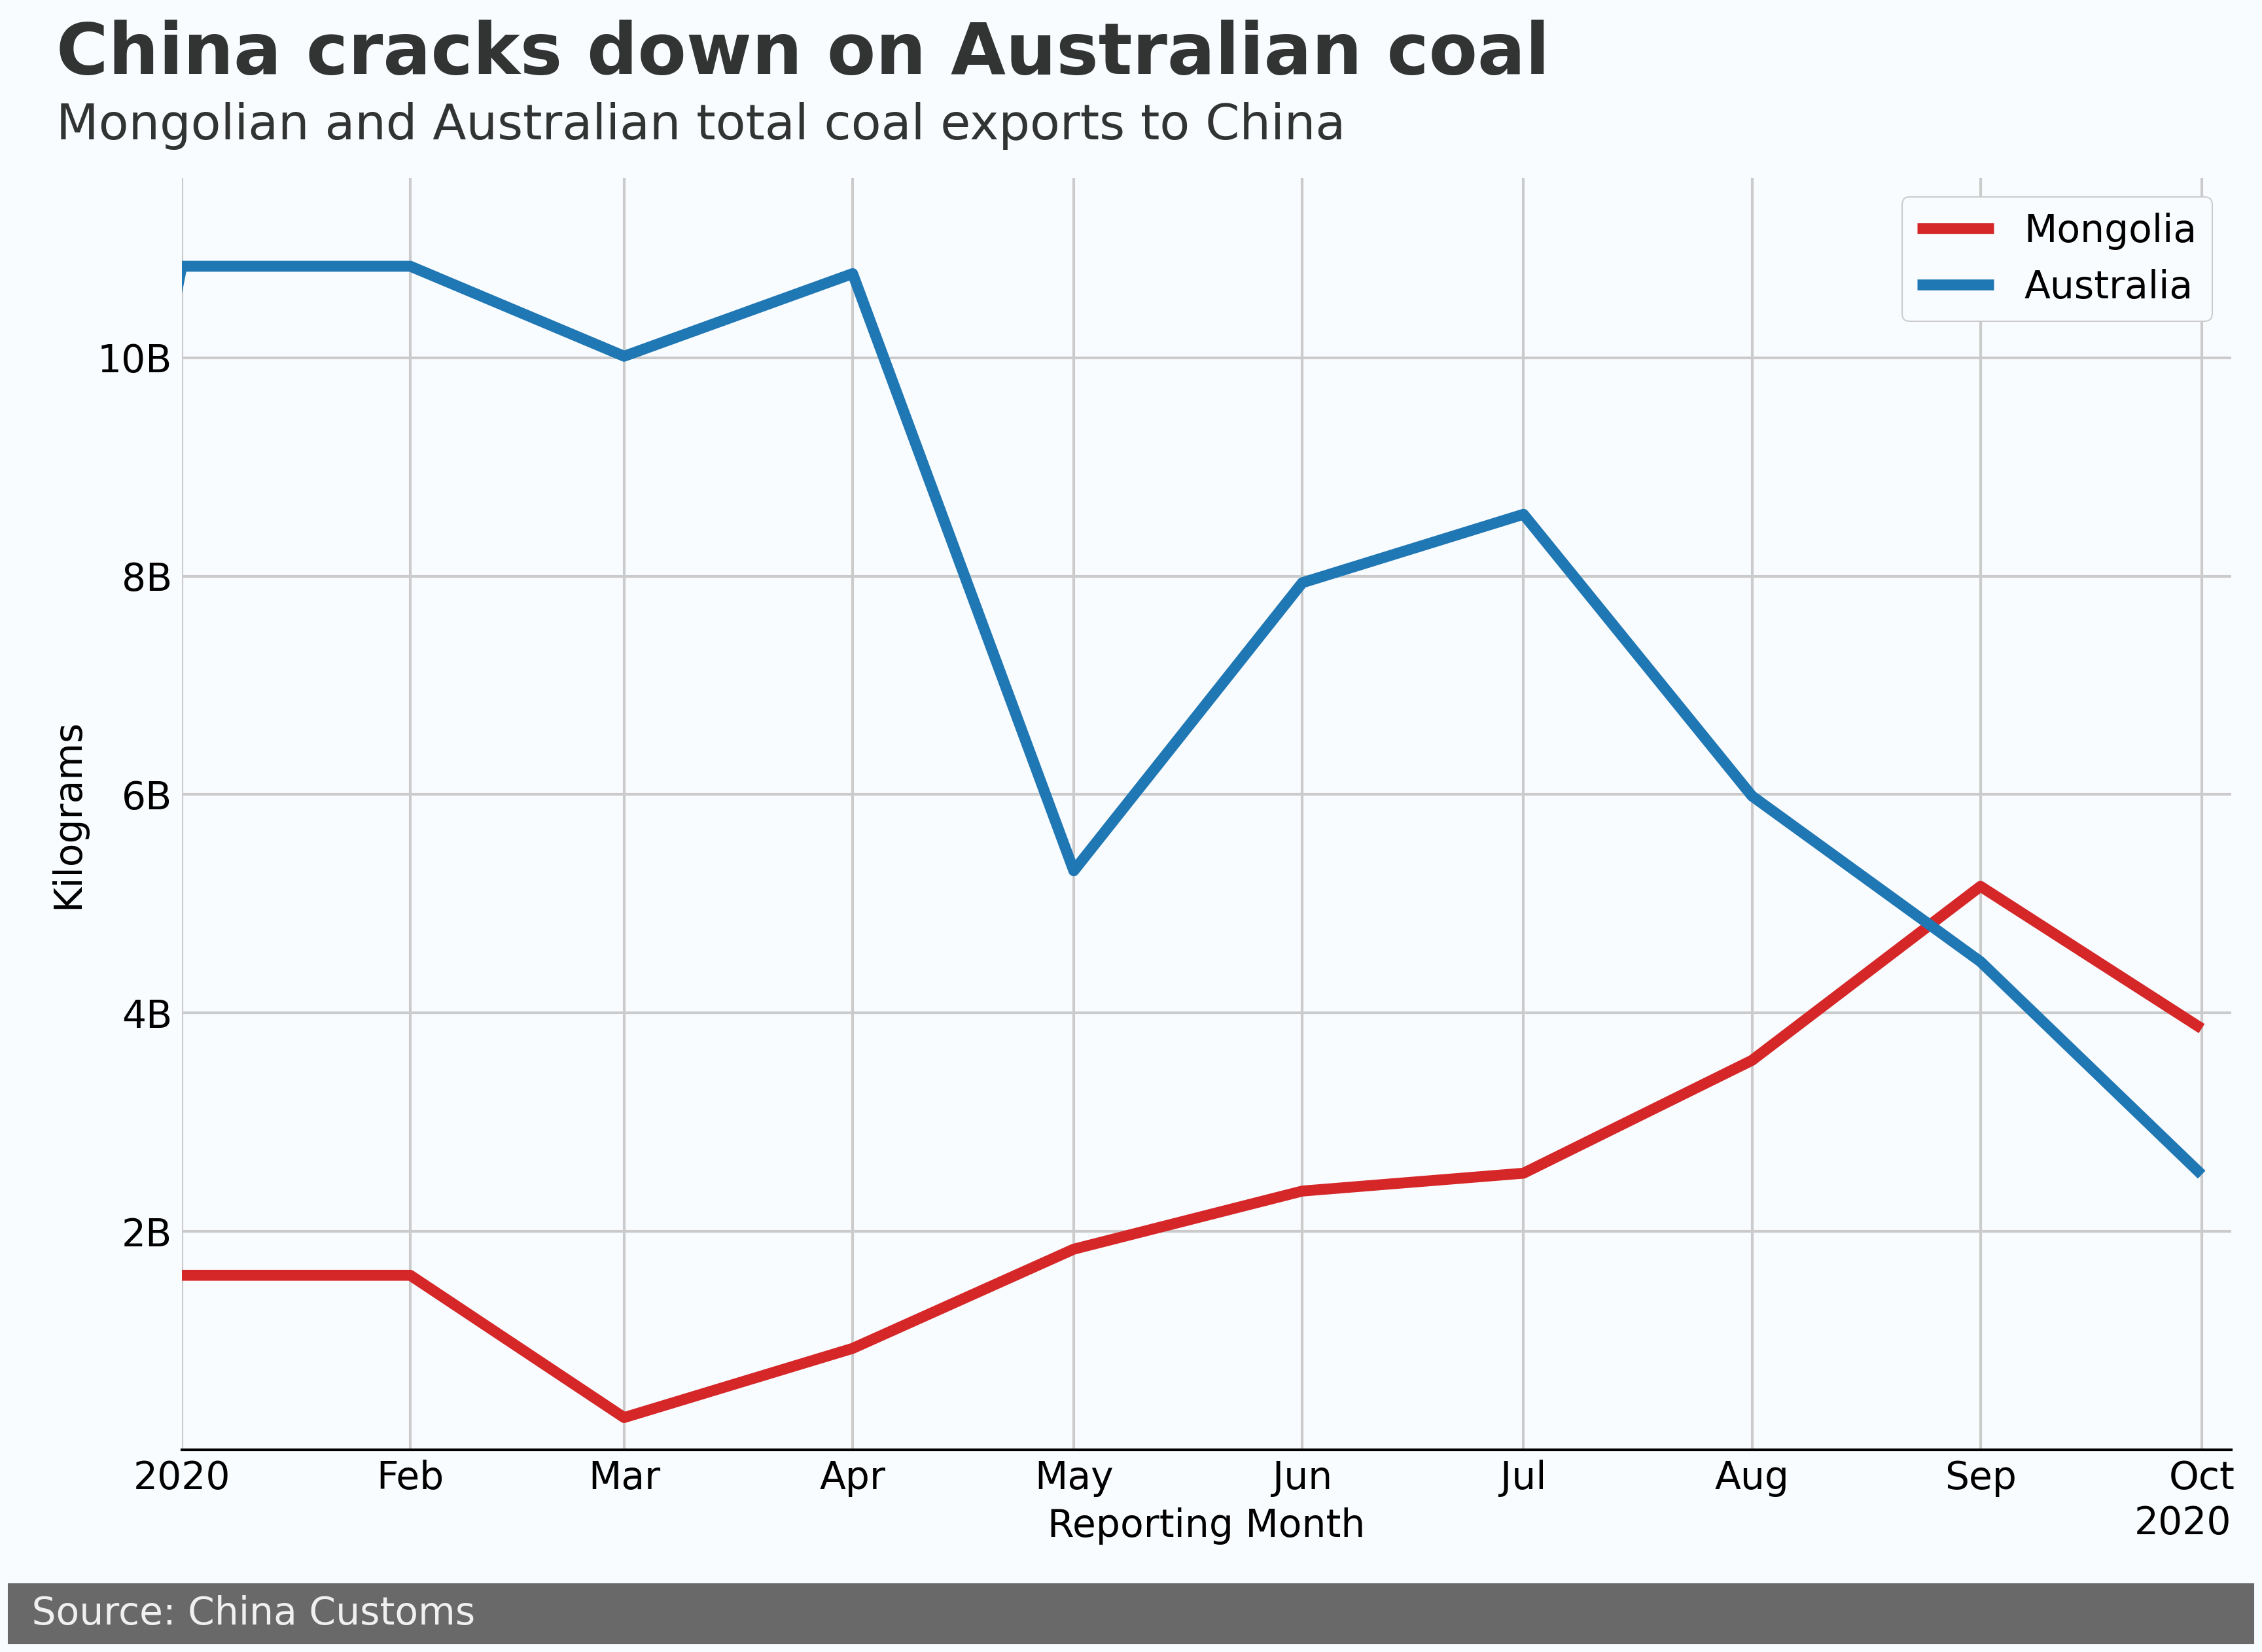 China cracks down on Australian coal
Mongolian and Australian total coal exports to China
Mongolia
Australia
10B
8B
6B
4B
2B
Kilograms
2020 Feb Mar Apr May Jun Jul Aug Sep Oct
2020
Reporting Month
Source: China Customs